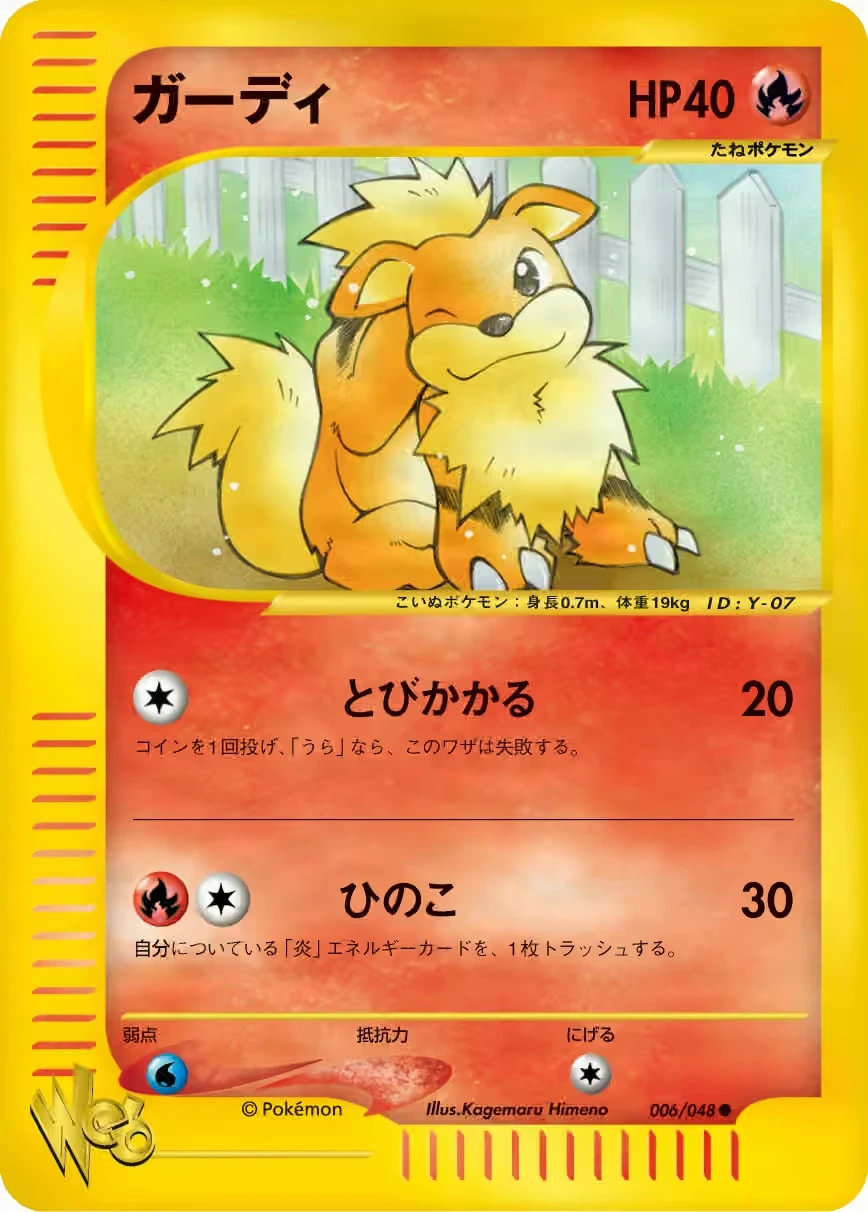 ガーディ HP40
たねポケモン
こいぬポケモン：身長0.7m、体重19kg ID：Y-07
とびかかる 20
コインを1回投げ、「うら」なら、このワザは失敗する。
ひのこ 30
自分についている「炎」エネルギーカードを、1枚トラッシュする。
弱点 抵抗力 にげる
Web
© Pokémon Illus.Kagemaru Himeno 006/048●